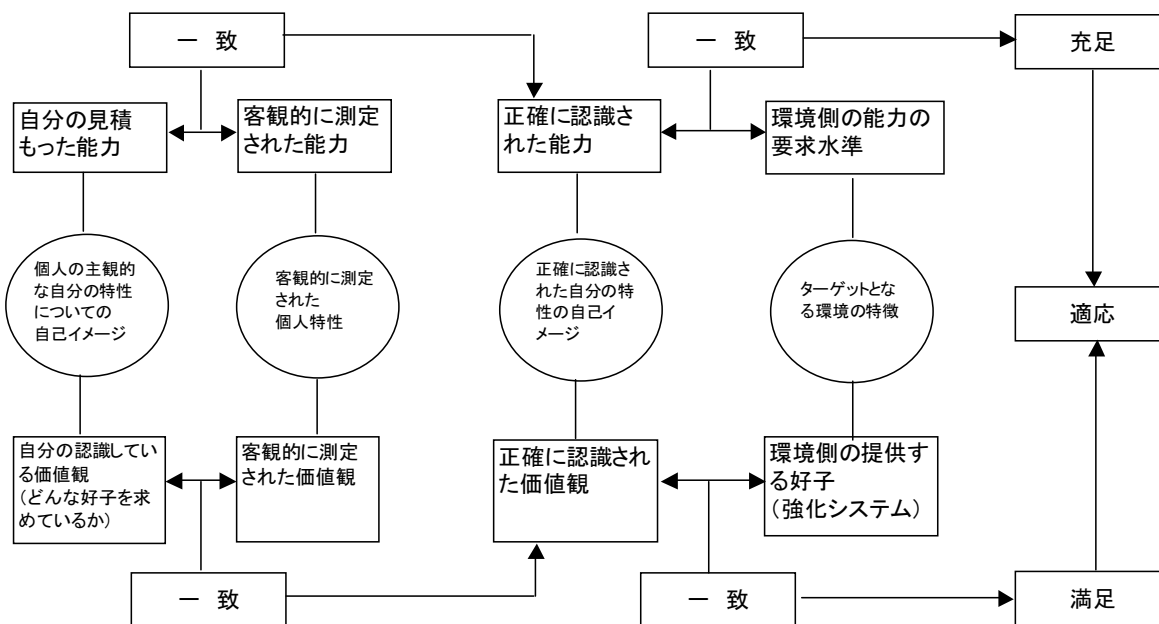 一 致
一 致
充足
自分の見積
もった能力
客観的に測定
された能力
正確に認識さ
れた能力
環境側の能力の
要求水準
個人の主観的
な自分の特性
についての
自己イメージ
客観的に測定
された
個人特性
正確に認識さ
れた自分の特
性の自己イ
メージ
ターゲットとな
る環境の特徴
適応
自分の認識してい
る価値観
(どんな好子を求
めているか)
客観的に測定
された価値観
正確に認識され
た価値観
環境側の提供す
る好子
(強化システム)
一 致
一 致
満足